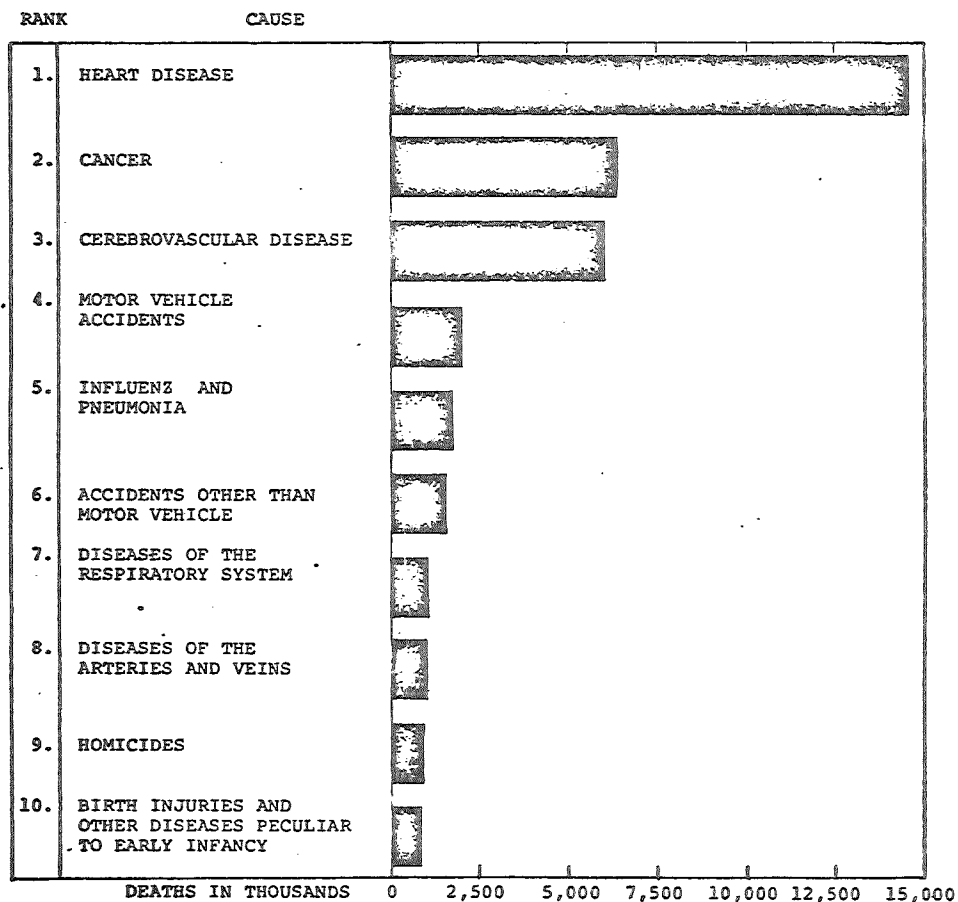 RANK CAUSE
1. HEART DISEASE
2. CANCER
3. CEREBROVASCULAR DISEASE
4. MOTOR VEHICLE
ACCIDENTS
5. INFLUENZ AND
PNEUMONIA
6. ACCIDENTS OTHER THAN
MOTOR VEHICLE
7. DISEASES OF THE
RESPIRATORY SYSTEM
8. DISEASES OF THE
ARTERIES AND VEINS
9. HOMICIDES
10. BIRTH INJURIES AND
OTHER DISEASES PECULIAR
TO EARLY INFANCY
DEATHS IN THOUSANDS 0 2,500 5,000 7,500 10,000 12,500 15,000